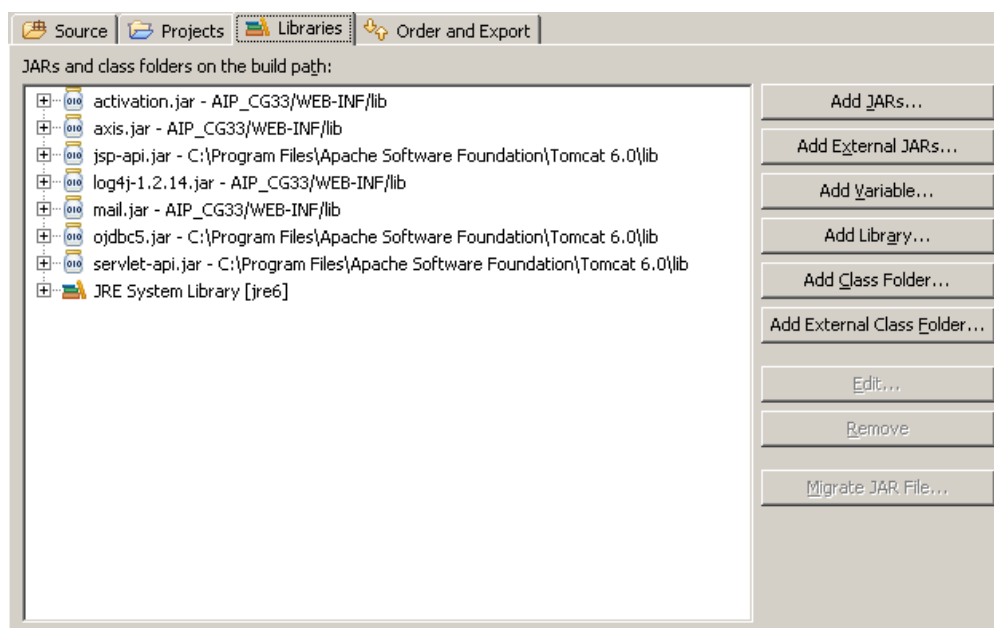 Source Projects Libraries Order and Export
JARs and class folders on the build path:
activation.jar - AIP_CG33/WEB-INF/lib
axis.jar - AIP_CG33/WEB-INF/lib
jsp-api.jar - C:\Program Files\Apache Software Foundation\Tomcat 6.0\lib
log4j-1.2.14.jar - AIP_CG33/WEB-INF/lib
mail.jar - AIP_CG33/WEB-INF/lib
ojdbc5.jar - C:\Program Files\Apache Software Foundation\Tomcat 6.0\lib
servlet-api.jar - C:\Program Files\Apache Software Foundation\Tomcat 6.0\lib
JRE System Library [jre6]
Add JARs...
Add External JARs...
Add Variable...
Add Library...
Add Class Folder...
Add External Class Folder...
Edit...
Remove
Migrate JAR File...